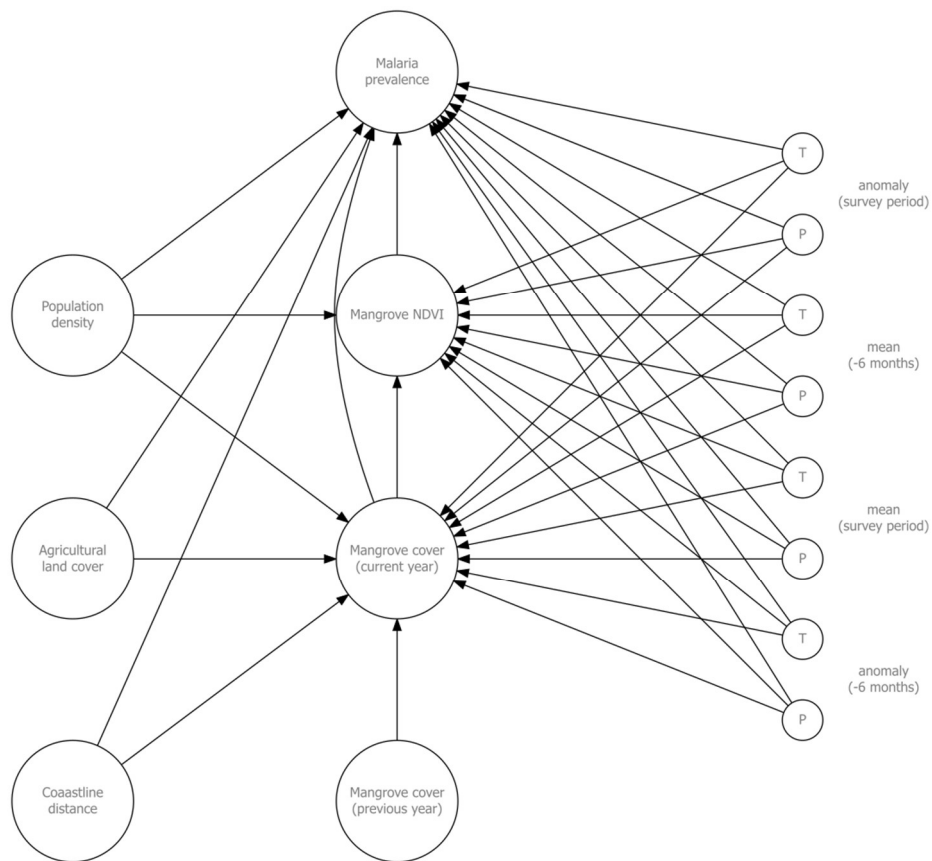 Malaria
prevalence
T
anomaly
(survey period)
P
Population
density
Mangrove NDVI
T
mean
(-6 months)
P
T
mean
(survey period)
Agricultural
land cover
Mangrove cover
(current year)
P
T
anomaly
(-6 months)
P
Coaastline
distance
Mangrove cover
(previous year)